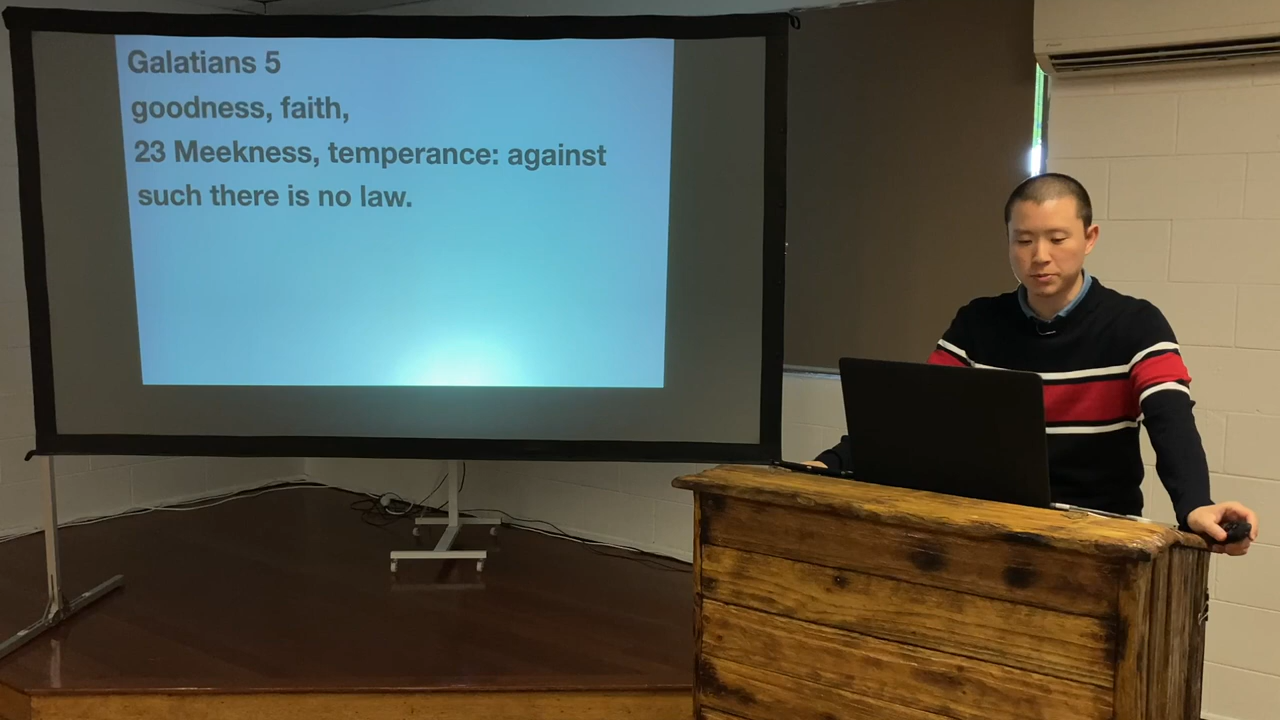 Galatians 5
goodness, faith,
23 Meekness, temperance: against
such there is no law.